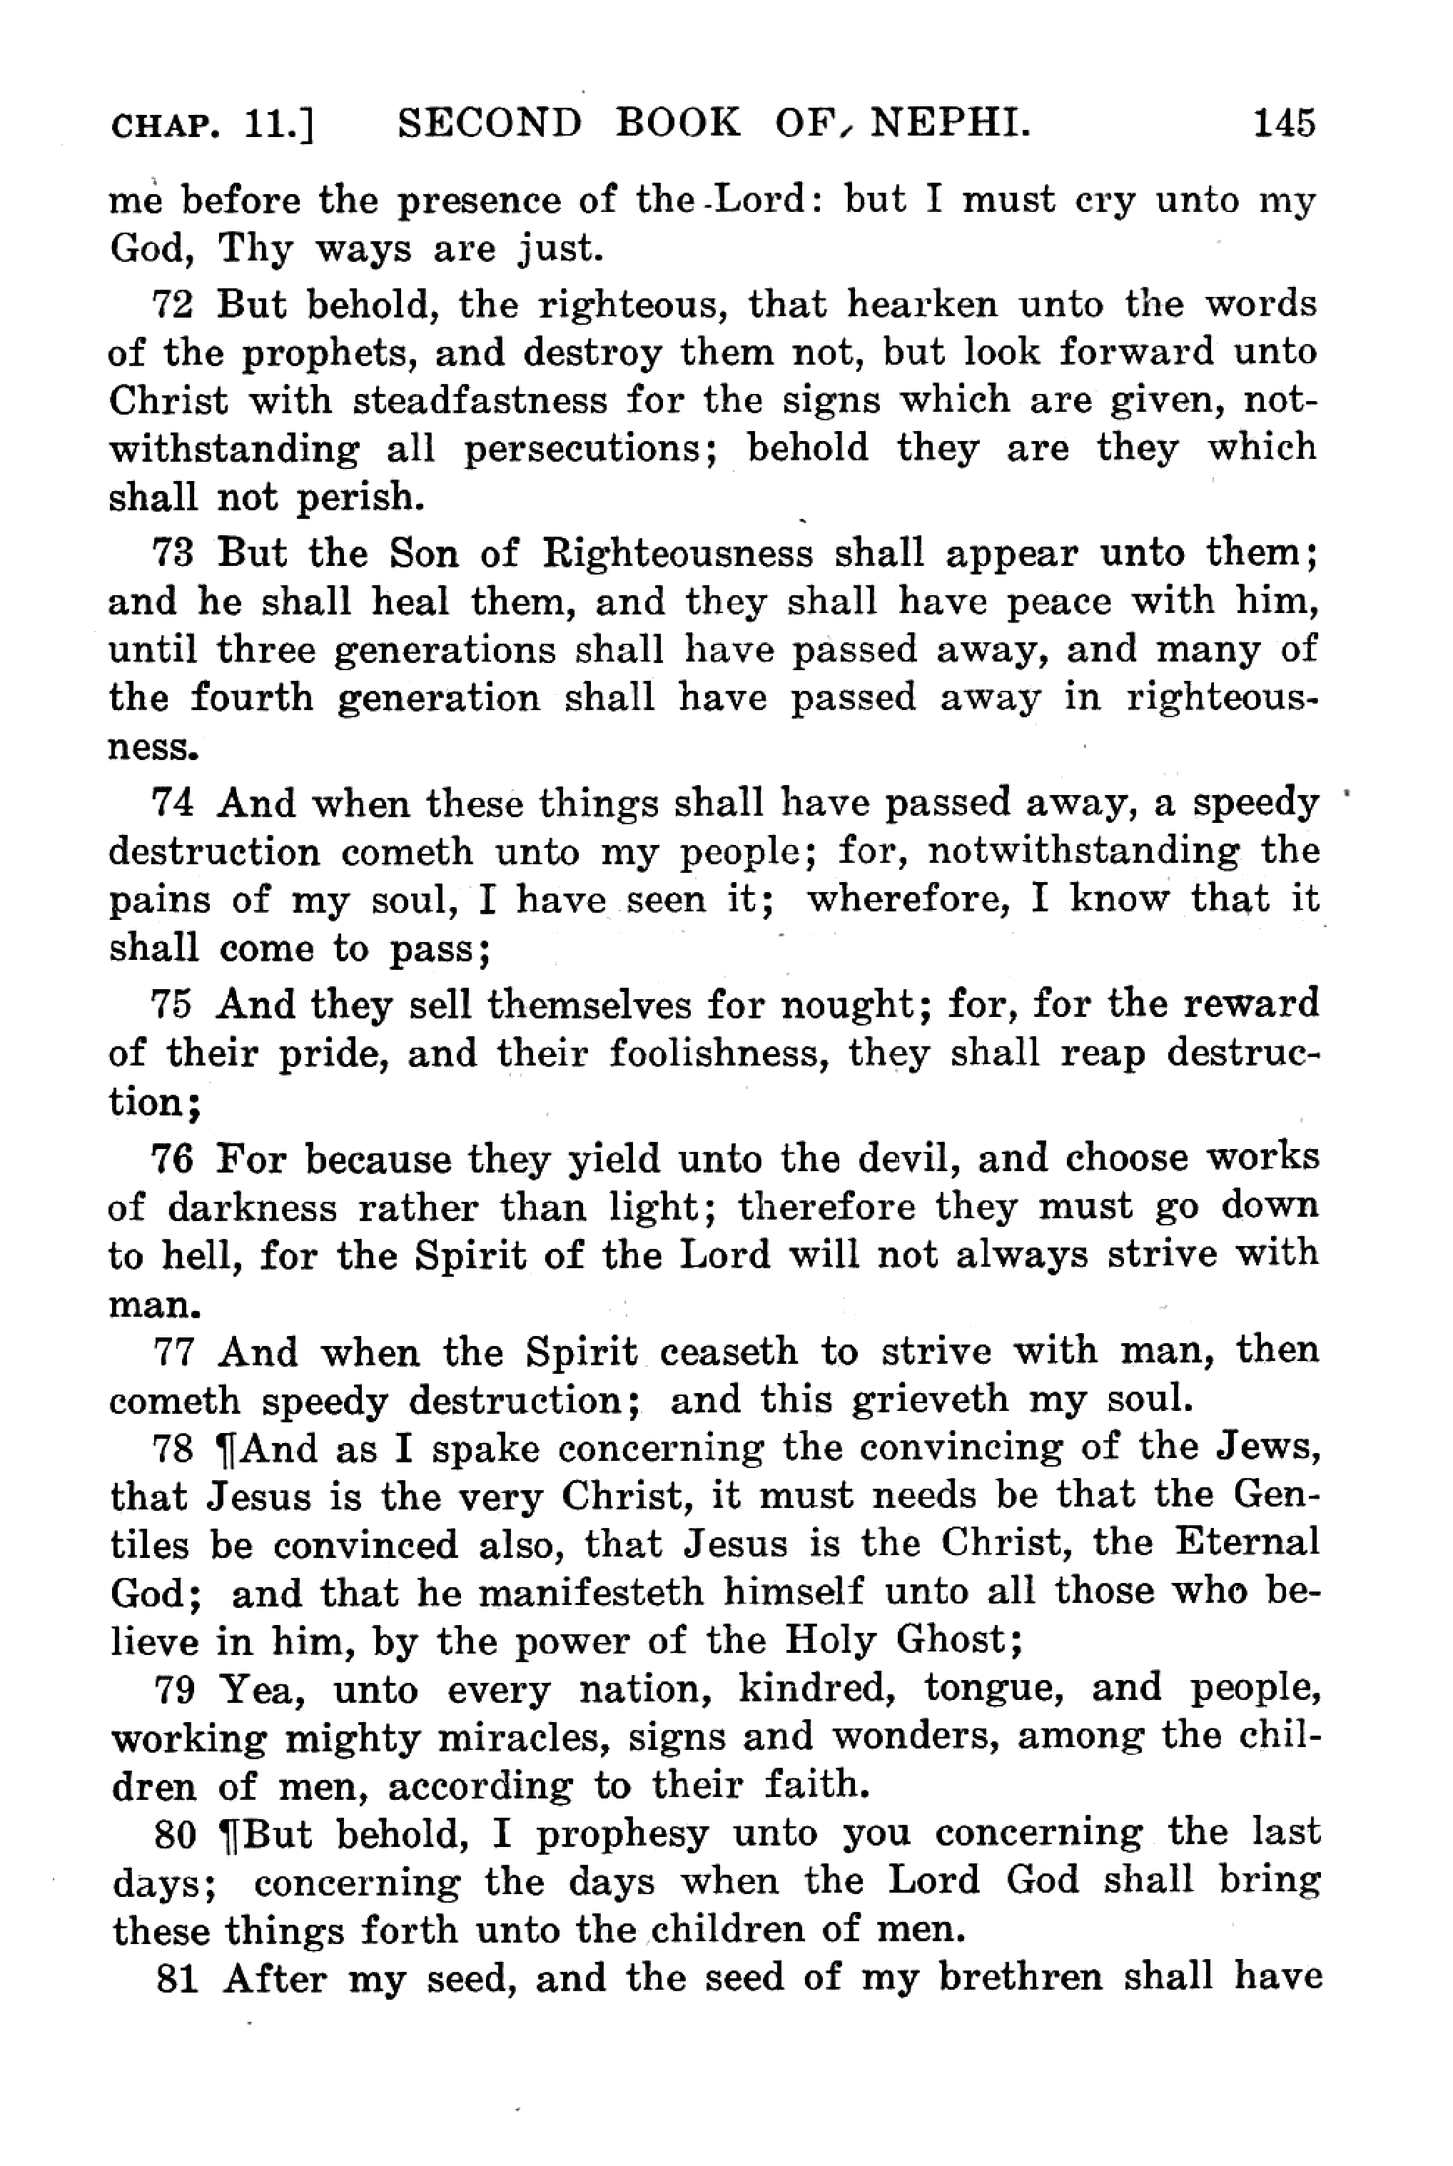 CHAP. 11.] SECOND BOOK OF NEPHI. 145
me before the presence of the Lord: but I must cry unto my
God, Thy ways are just.
72 But behold, the righteous, that hearken unto the words
of the prophets, and destroy them not, but look forward unto
Christ with steadfastness for the signs which are given, not-
withstanding all persecutions; behold they are they which
shall not perish.
73 But the Son of Righteousness shall appear unto them;
and he shall heal them, and they shall have peace with him,
until three generations shall have passed away, and many of
the fourth generation shall have passed away in righteous-
ness.
74 And when these things shall have passed away, a speedy
destruction cometh unto my people; for, notwithstanding the
pains of my soul, I have seen it; wherefore, I know that it
shall come to pass;
75 And they sell themselves for nought; for, for the reward
of their pride, and their foolishness, they shall reap destruc-
tion;
76 For because they yield unto the devil, and choose works
of darkness rather than light; therefore they must go down
to hell, for the Spirit of the Lord will not always strive with
man.
77 And when the Spirit ceaseth to strive with man, then
cometh speedy destruction; and this grieveth my soul.
78 ¶And as I spake concerning the convincing of the Jews,
that Jesus is the very Christ, it must needs be that the Gen-
tiles be convinced also, that Jesus is the Christ, the Eternal
God; and that he manifesteth himself unto all those who be-
lieve in him, by the power of the Holy Ghost;
79 Yea, unto every nation, kindred, tongue, and people,
working mighty miracles, signs and wonders, among the chil-
dren of men, according to their faith.
80 ¶But behold, I prophesy unto you concerning the last
days; concerning the days when the Lord God shall bring
these things forth unto the children of men.
81 After my seed, and the seed of my brethren shall have